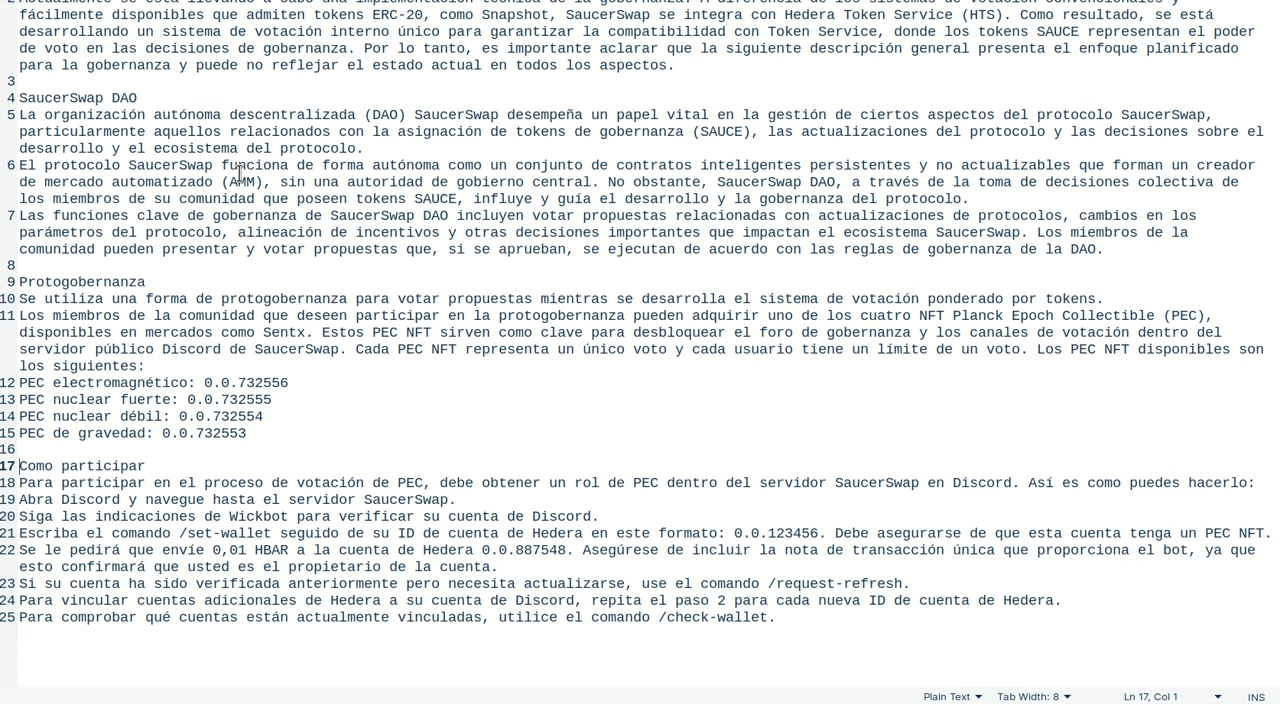 2 Actualmente se está llevando a cabo una implementación técnica de la gobernanza. A diferencia de los sistemas de votación convencionales y
fácilmente disponibles que admiten tokens ERC-20, como Snapshot, SaucerSwap se integra con Hedera Token Service (HTS). Como resultado, se está
desarrollando un sistema de votación interno único para garantizar la compatibilidad con Token Service, donde los tokens SAUCE representan el poder
de voto en las decisiones de gobernanza. Por lo tanto, es importante aclarar que la siguiente descripción general presenta el enfoque planificado
para la gobernanza y puede no reflejar el estado actual en todos los aspectos.
3
4 SaucerSwap DAO
5 La organización autónoma descentralizada (DAO) SaucerSwap desempeña un papel vital en la gestión de ciertos aspectos del protocolo SaucerSwap,
particularmente aquellos relacionados con la asignación de tokens de gobernanza (SAUCE), las actualizaciones del protocolo y las decisiones sobre el
desarrollo y el ecosistema del protocolo.
6 El protocolo SaucerSwap funciona de forma autónoma como un conjunto de contratos inteligentes persistentes y no actualizables que forman un creador
de mercado automatizado (AMM), sin una autoridad de gobierno central. No obstante, SaucerSwap DAO, a través de la toma de decisiones colectiva de
los miembros de su comunidad que poseen tokens SAUCE, influye y guía el desarrollo y la gobernanza del protocolo.
7 Las funciones clave de gobernanza de SaucerSwap DAO incluyen votar propuestas relacionadas con actualizaciones de protocolos, cambios en los
parámetros del protocolo, alineación de incentivos y otras decisiones importantes que impactan el ecosistema SaucerSwap. Los miembros de la
comunidad pueden presentar y votar propuestas que, si se aprueban, se ejecutan de acuerdo con las reglas de gobernanza de la DAO.
8
9 Protogobernanza
10 Se utiliza una forma de protogobernanza para votar propuestas mientras se desarrolla el sistema de votación ponderado por tokens.
11 Los miembros de la comunidad que deseen participar en la protogobernanza pueden adquirir uno de los cuatro NFT Planck Epoch Collectible (PEC),
disponibles en mercados como Sentx. Estos PEC NFT sirven como clave para desbloquear el foro de gobernanza y los canales de votación dentro del
servidor público Discord de SaucerSwap. Cada PEC NFT representa un único voto y cada usuario tiene un límite de un voto. Los PEC NFT disponibles son
los siguientes:
12 PEC electromagnético: 0.0.732556
13 PEC nuclear fuerte: 0.0.732555
14 PEC nuclear débil: 0.0.732554
15 PEC de gravedad: 0.0.732553
16
17 Como participar
18 Para participar en el proceso de votación de PEC, debe obtener un rol de PEC dentro del servidor SaucerSwap en Discord. Así es como puedes hacerlo:
19 Abra Discord y navegue hasta el servidor SaucerSwap.
20 Siga las indicaciones de Wickbot para verificar su cuenta de Discord.
21 Escriba el comando /set-wallet seguido de su ID de cuenta de Hedera en este formato: 0.0.123456. Debe asegurarse de que esta cuenta tenga un PEC NFT.
22 Se le pedirá que envíe 0,01 HBAR a la cuenta de Hedera 0.0.887548. Asegúrese de incluir la nota de transacción única que proporciona el bot, ya que
esto confirmará que usted es el propietario de la cuenta.
23 Si su cuenta ha sido verificada anteriormente pero necesita actualizarse, use el comando /request-refresh.
24 Para vincular cuentas adicionales de Hedera a su cuenta de Discord, repita el paso 2 para cada nueva ID de cuenta de Hedera.
25 Para comprobar qué cuentas están actualmente vinculadas, utilice el comando /check-wallet.
Plain Text Tab Width: 8 Ln 17, Col 1 INS